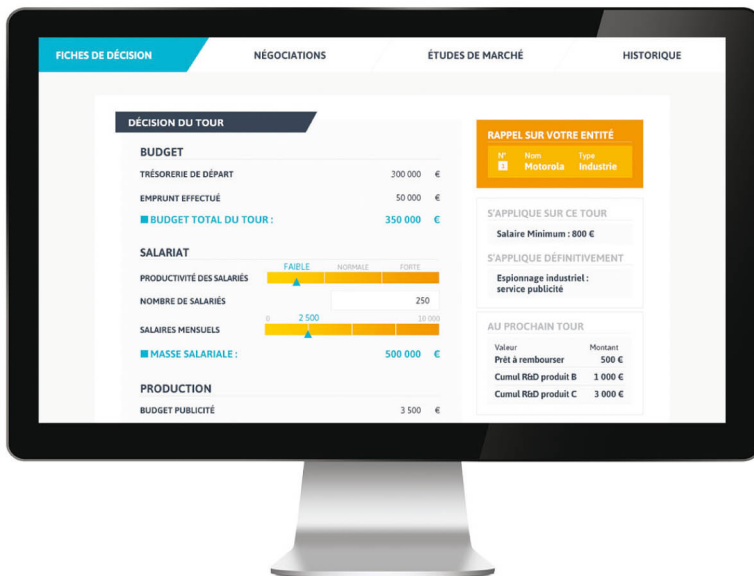 FICHES DE DÉCISION
NÉGOCIATIONS
ÉTUDES DE MARCHÉ
HISTORIQUE
DÉCISION DU TOUR
BUDGET
TRÉSORERIE DE DÉPART 300 000 €
EMPRUNT EFFECTUÉ 50 000 €
BUDGET TOTAL DU TOUR : 350 000 €
SALARIAT
FAIBLE NORMALE FORTE
PRODUCTIVITÉ DES SALARIÉS
NOMBRE DE SALARIÉS 250
0 2 500 10 000
SALAIRES MENSUELS
MASSE SALARIALE : 500 000 €
PRODUCTION
BUDGET PUBLICITÉ 3 500 €
RAPPEL SUR VOTRE ENTITÉ
N° Nom Type
3 Motorola Industrie
S'APPLIQUE SUR CE TOUR
Salaire Minimum : 800 €
S'APPLIQUE DÉFINITIVEMENT
Espionnage industriel :
service publicité
AU PROCHAIN TOUR
Valeur Montant
Prêt à rembourser 500 €
Cumul R&D produit B 1 000 €
Cumul R&D produit C 3 000 €